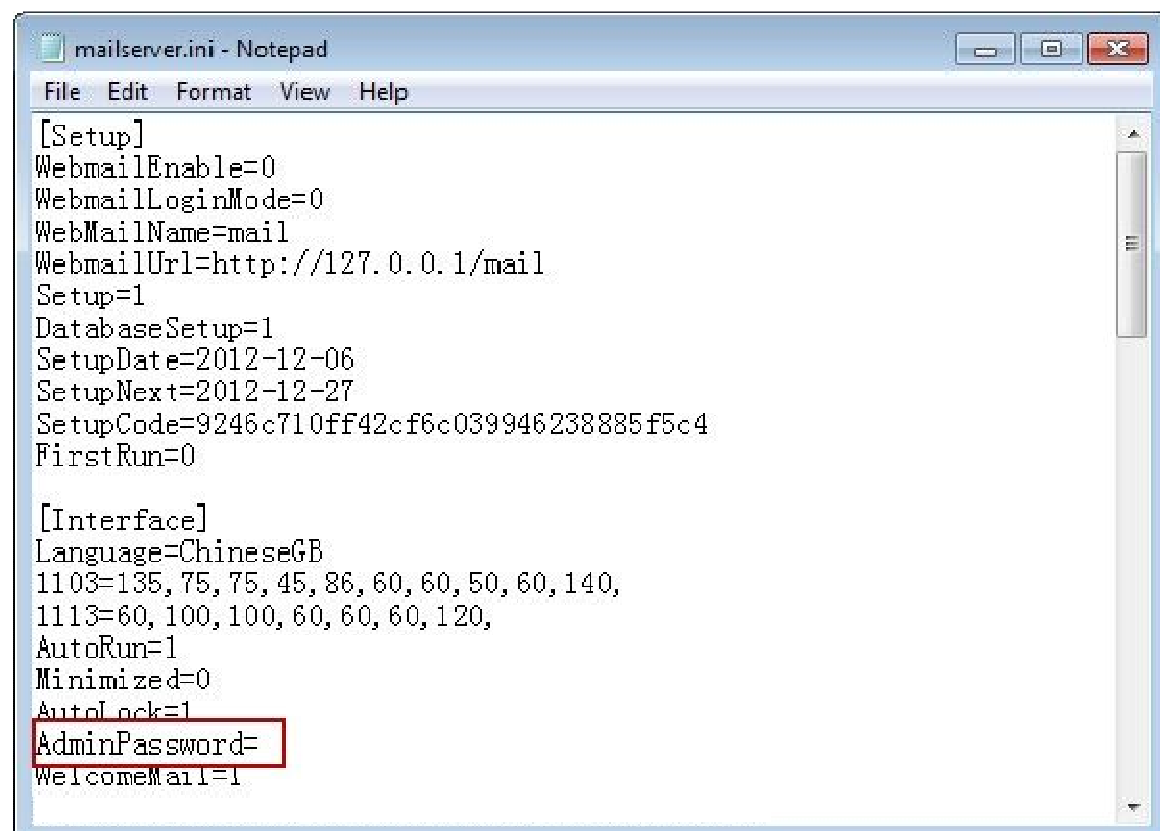 mailserver.ini - Notepad
File Edit Format View Help
[Setup]
WebmailEnable=0
WebmailLoginMode=0
WebMailName=mail
WebmailUrl=http://127.0.0.1/mail
Setup=1
DatabaseSetup=1
SetupDate=2012-12-06
SetupNext=2012-12-27
SetupCode=9246c710ff42cf6c039946238885f5c4
FirstRun=0
[Interface]
Language=ChineseGB
1103=135,75,75,45,86,60,60,50,60,140,
1113=60,100,100,60,60,60,120,
AutoRun=1
Minimized=0
AutoLock=1
AdminPassword=
WelcomeMail=1